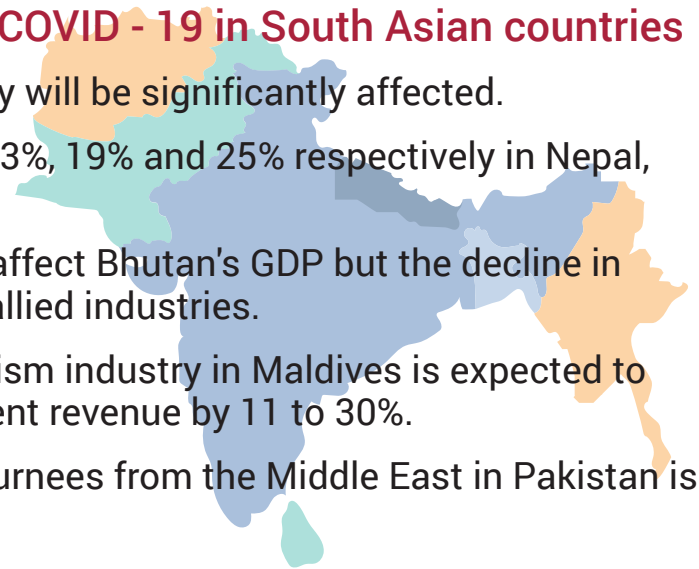 COVID - 19 in South Asian countries
y will be significantly affected.
3%, 19% and 25% respectively in Nepal,
affect Bhutan's GDP but the decline in
allied industries.
ism industry in Maldives is expected to
ent revenue by 11 to 30%.
urnees from the Middle East in Pakistan is